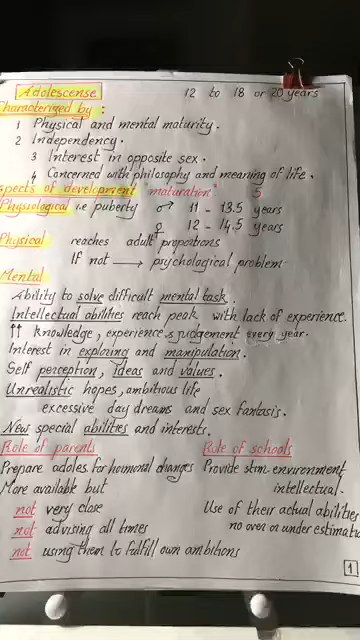 Adolescense 12 to 18 or 20 years
Characterized by :
1 Physical and mental maturity.
2 Independency.
3 Interest in opposite sex.
4 Concerned with philosophy and meaning of life.
spects of development "maturation" 5
Physiological i.e puberty ♂ 11 - 13.5 years
♀ 12 - 14.5 years
Physical reaches adult proportions
If not → psychological problem
Mental
Ability to solve difficult mental task.
Intellectual abilities reach peak with lack of experience.
↑↑ knowledge, experience & judgement every year.
Interest in exploring and manipulation.
Self perception, ideas and values.
Unrealistic hopes, ambitious life
excessive day dreams and sex fantasis.
New special abilities and interests.
Role of parents Role of schools
Prepare adoles for hormonal changes Provide stim. environment
More available but intellectual.
not very close Use of their actual abilities
not advising all times no over or under estimatio
not using them to fulfill own ambitions
1